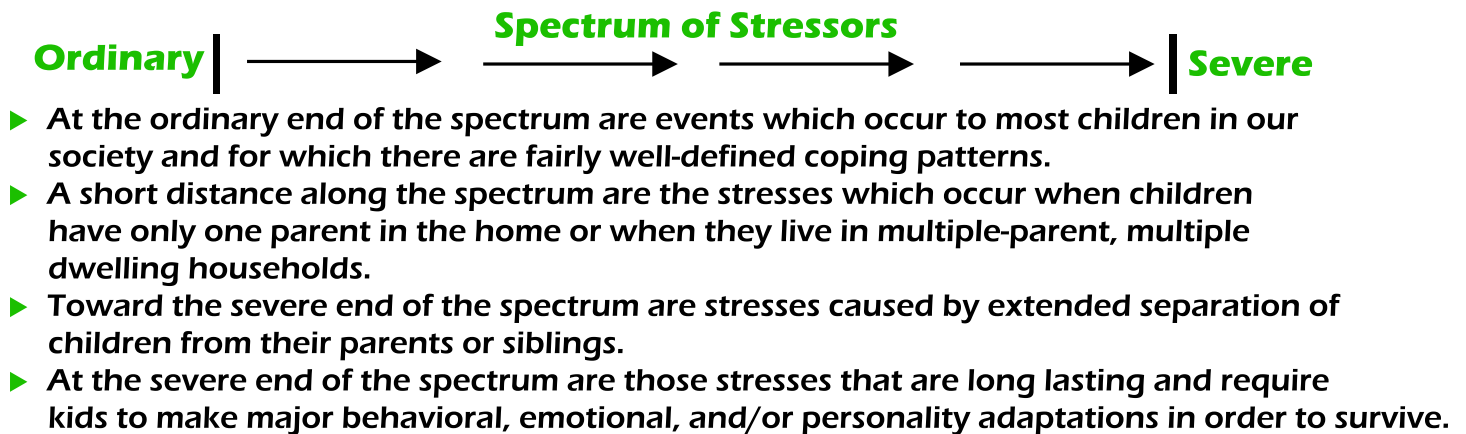 Spectrum of Stressors
Ordinary Severe
At the ordinary end of the spectrum are events which occur to most children in our
society and for which there are fairly well-defined coping patterns.
A short distance along the spectrum are the stresses which occur when children
have only one parent in the home or when they live in multiple-parent, multiple
dwelling households.
Toward the severe end of the spectrum are stresses caused by extended separation of
children from their parents or siblings.
At the severe end of the spectrum are those stresses that are long lasting and require
kids to make major behavioral, emotional, and/or personality adaptations in order to survive.